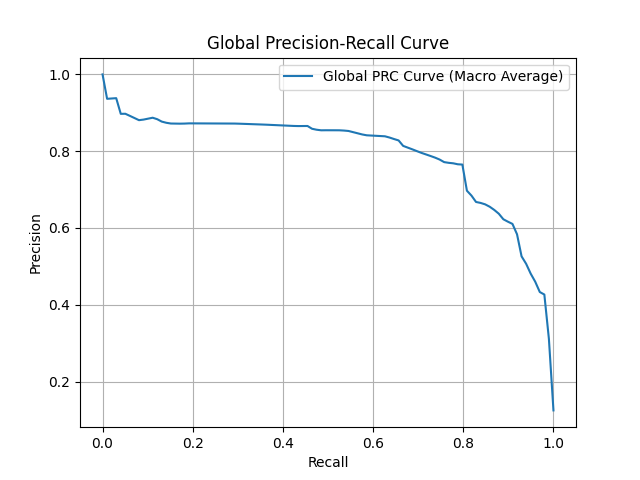 Global Precision-Recall Curve
Global PRC Curve (Macro Average)
1.0
0.8
0.6
0.4
0.2
Precision
0.0 0.2 0.4 0.6 0.8 1.0
Recall